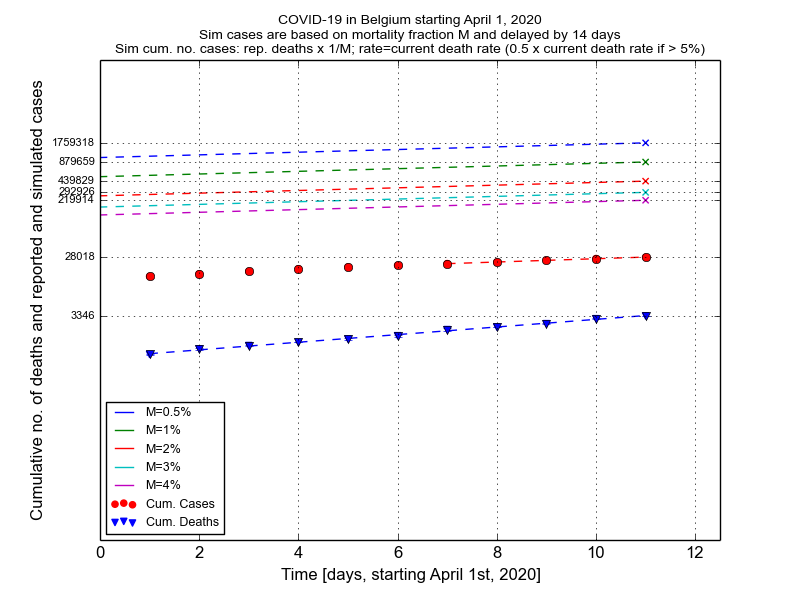 COVID-19 in Belgium starting April 1, 2020
Sim cases are based on mortality fraction M and delayed by 14 days
Sim cum. no. cases: rep. deaths x 1/M; rate=current death rate (0.5 x current death rate if > 5%)
Cumulative no. of deaths and reported and simulated cases
1759318
879659
439829
292926
219914
28018
3346
M=0.5%
M=1%
M=2%
M=3%
M=4%
Cum. Cases
Cum. Deaths
0 2 4 6 8 10 12
Time [days, starting April 1st, 2020]